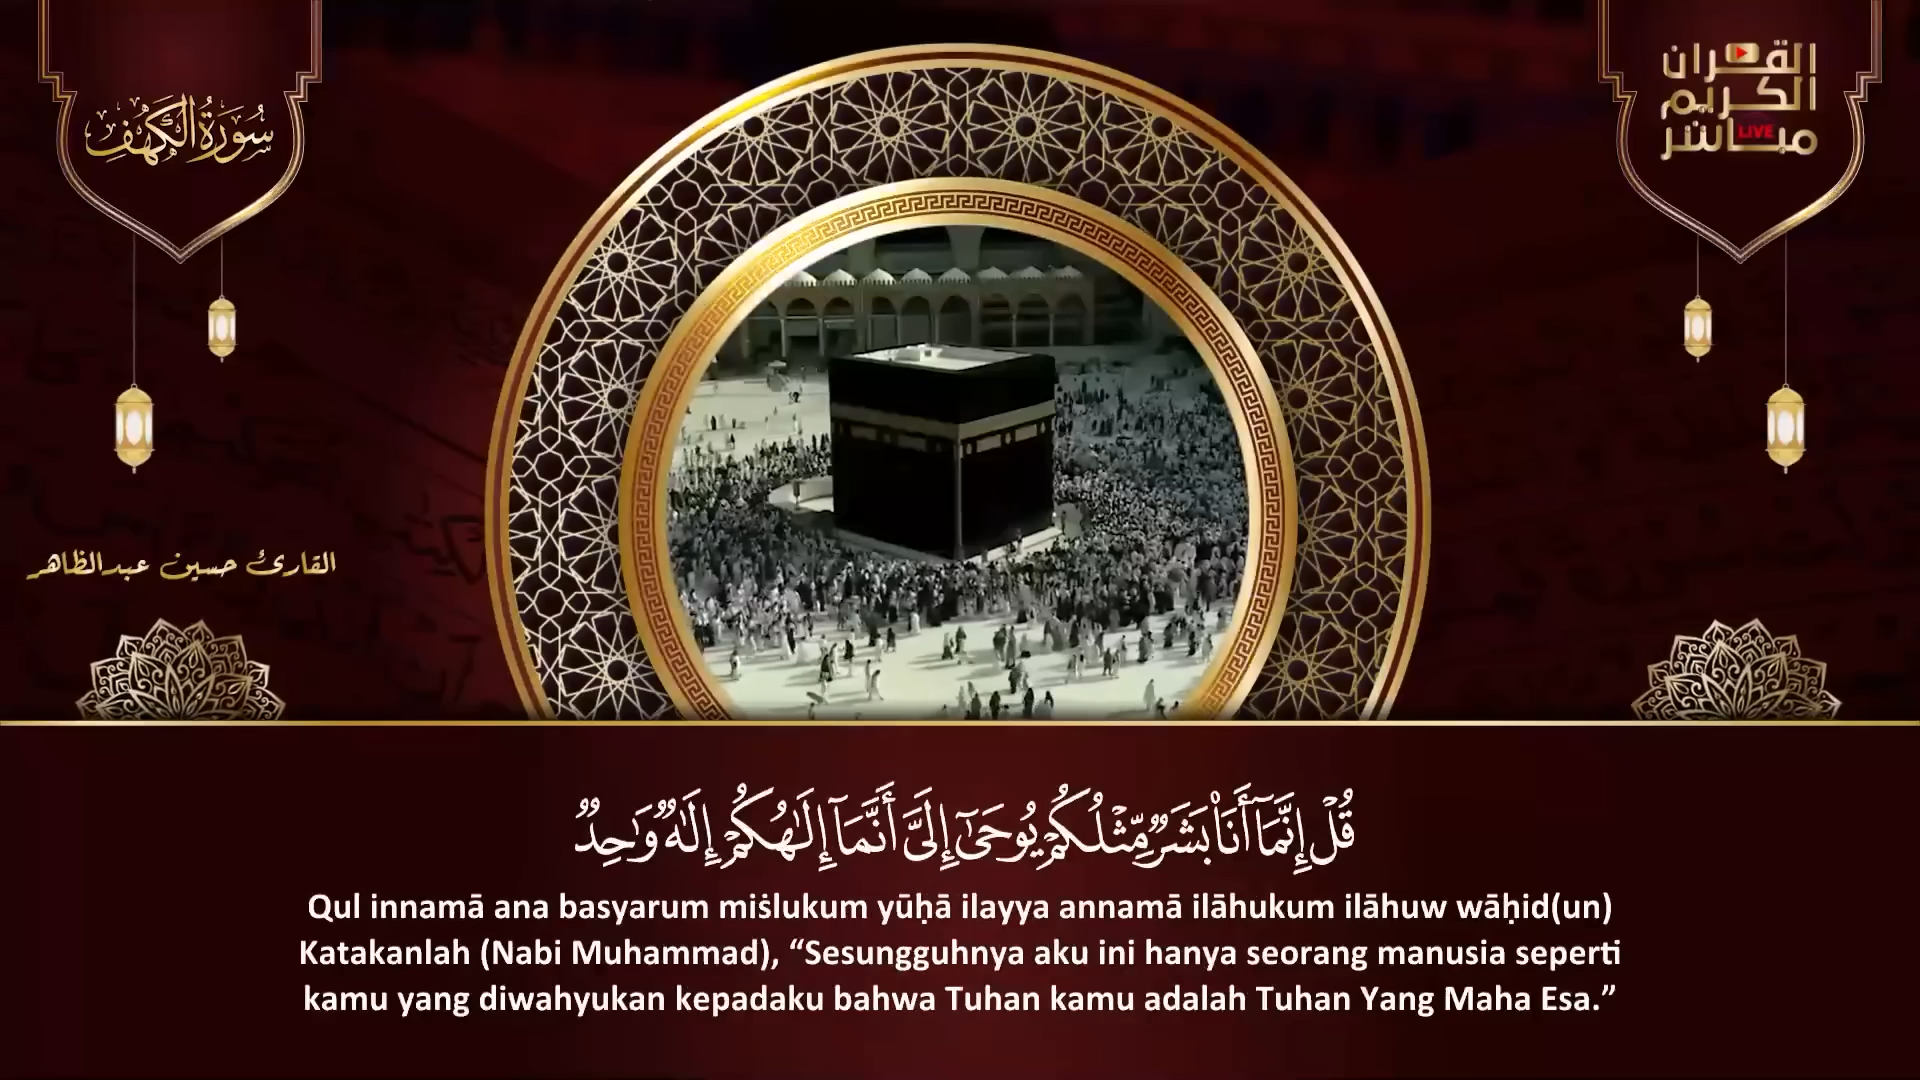 سُورَةُ الكَهْفِ
القرآن
الكريم
مباشر
LIVE
القارئ حسين عبدالظاهر
قُلْ إِنَّمَآ أَنَا۠ بَشَرٌ مِّثْلُكُمْ يُوحَىٰٓ إِلَىَّ أَنَّمَآ إِلَـٰهُكُمْ إِلَـٰهٌ وَٰحِدٌ
Qul innamā ana basyarum miṡlukum yūḥā ilayya annamā ilāhukum ilāhuw wāḥid(un)
Katakanlah (Nabi Muhammad), “Sesungguhnya aku ini hanya seorang manusia seperti
kamu yang diwahyukan kepadaku bahwa Tuhan kamu adalah Tuhan Yang Maha Esa.”